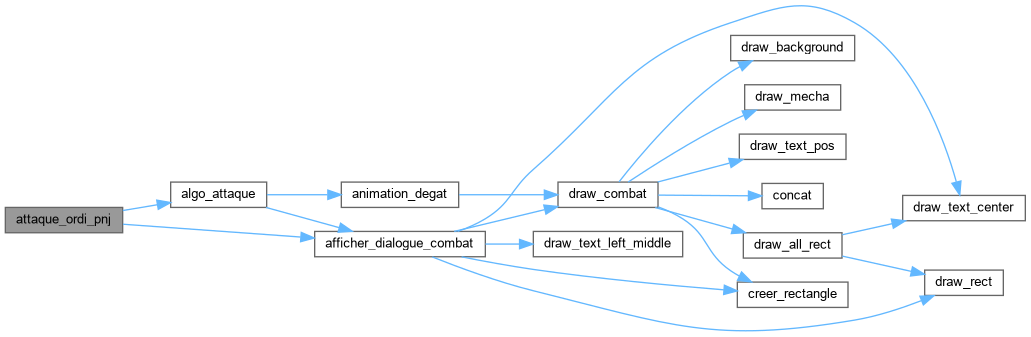 attaque_ordi_pnj
algo_attaque
afficher_dialogue_combat
animation_degat
draw_combat
draw_text_left_middle
draw_background
draw_mecha
draw_text_pos
concat
draw_all_rect
creer_rectangle
draw_text_center
draw_rect